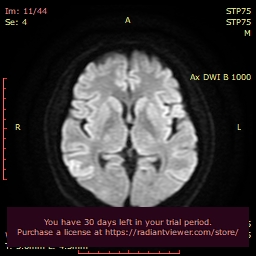 Im: 11/44
Se: 4
STP75
STP75
M
A
Ax DWI B 1000
R
L
You have 30 days left in your trial period.
Purchase a license at https://radiantviewer.com/store/